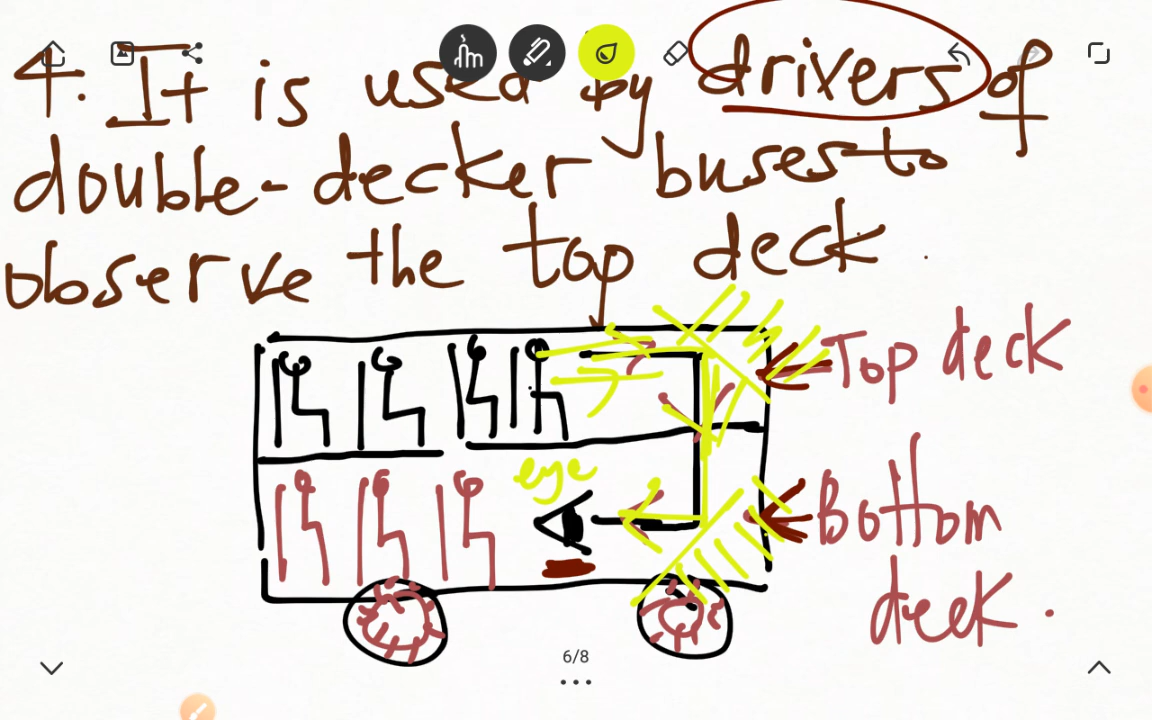 4. It is used by drivers of
double-decker buses to
observe the top deck.
Top deck
eye
Bottom
deck.
6/8